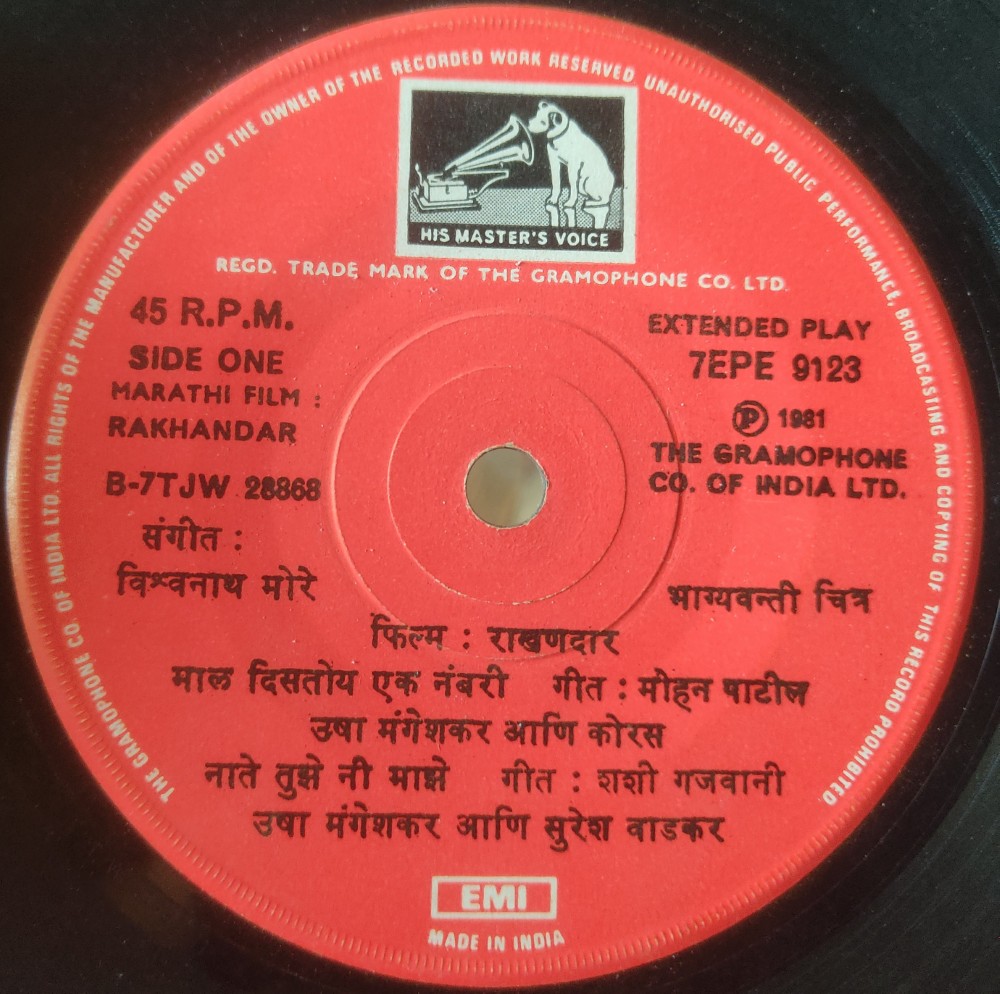 THE GRAMOPHONE CO. OF INDIA LTD. ALL RIGHTS OF THE MANUFACTURER AND OF THE OWNER OF THE RECORDED WORK RESERVED UNAUTHORISED PUBLIC PERFORMANCE, BROADCASTING AND COPYING OF THIS RECORD PROHIBITED
HIS MASTER'S VOICE
REGD. TRADE MARK OF THE GRAMOPHONE CO. LTD.
45 R.P.M.
SIDE ONE
MARATHI FILM :
RAKHANDAR
B-7TJW 28868
EXTENDED PLAY
7EPE 9123
Ⓟ 1981
THE GRAMOPHONE
CO. OF INDIA LTD.
संगीत :
विश्वनाथ मोरे
भाग्यवन्ती चित्र
फिल्म : राखणदार
माल दिसतोय एक नंबरी गीत : मोहन पाटील
उषा मंगेशकर आणि कोरस
नाते तुझे नी माझे गीत : शशी गजवानी
उषा मंगेशकर आणि सुरेश वाडकर
EMI
MADE IN INDIA